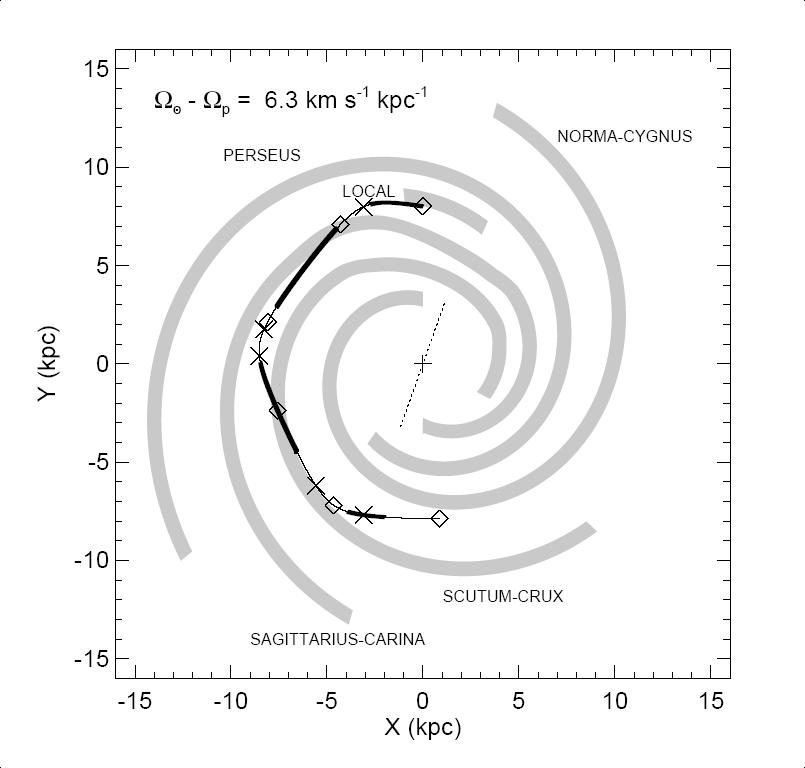 Ω⊙ - Ωp = 6.3 km s-1 kpc-1
NORMA-CYGNUS
PERSEUS
LOCAL
SCUTUM-CRUX
SAGITTARIUS-CARINA
15
10
5
0
-5
-10
-15
Y (kpc)
-15 -10 -5 0 5 10 15
X (kpc)